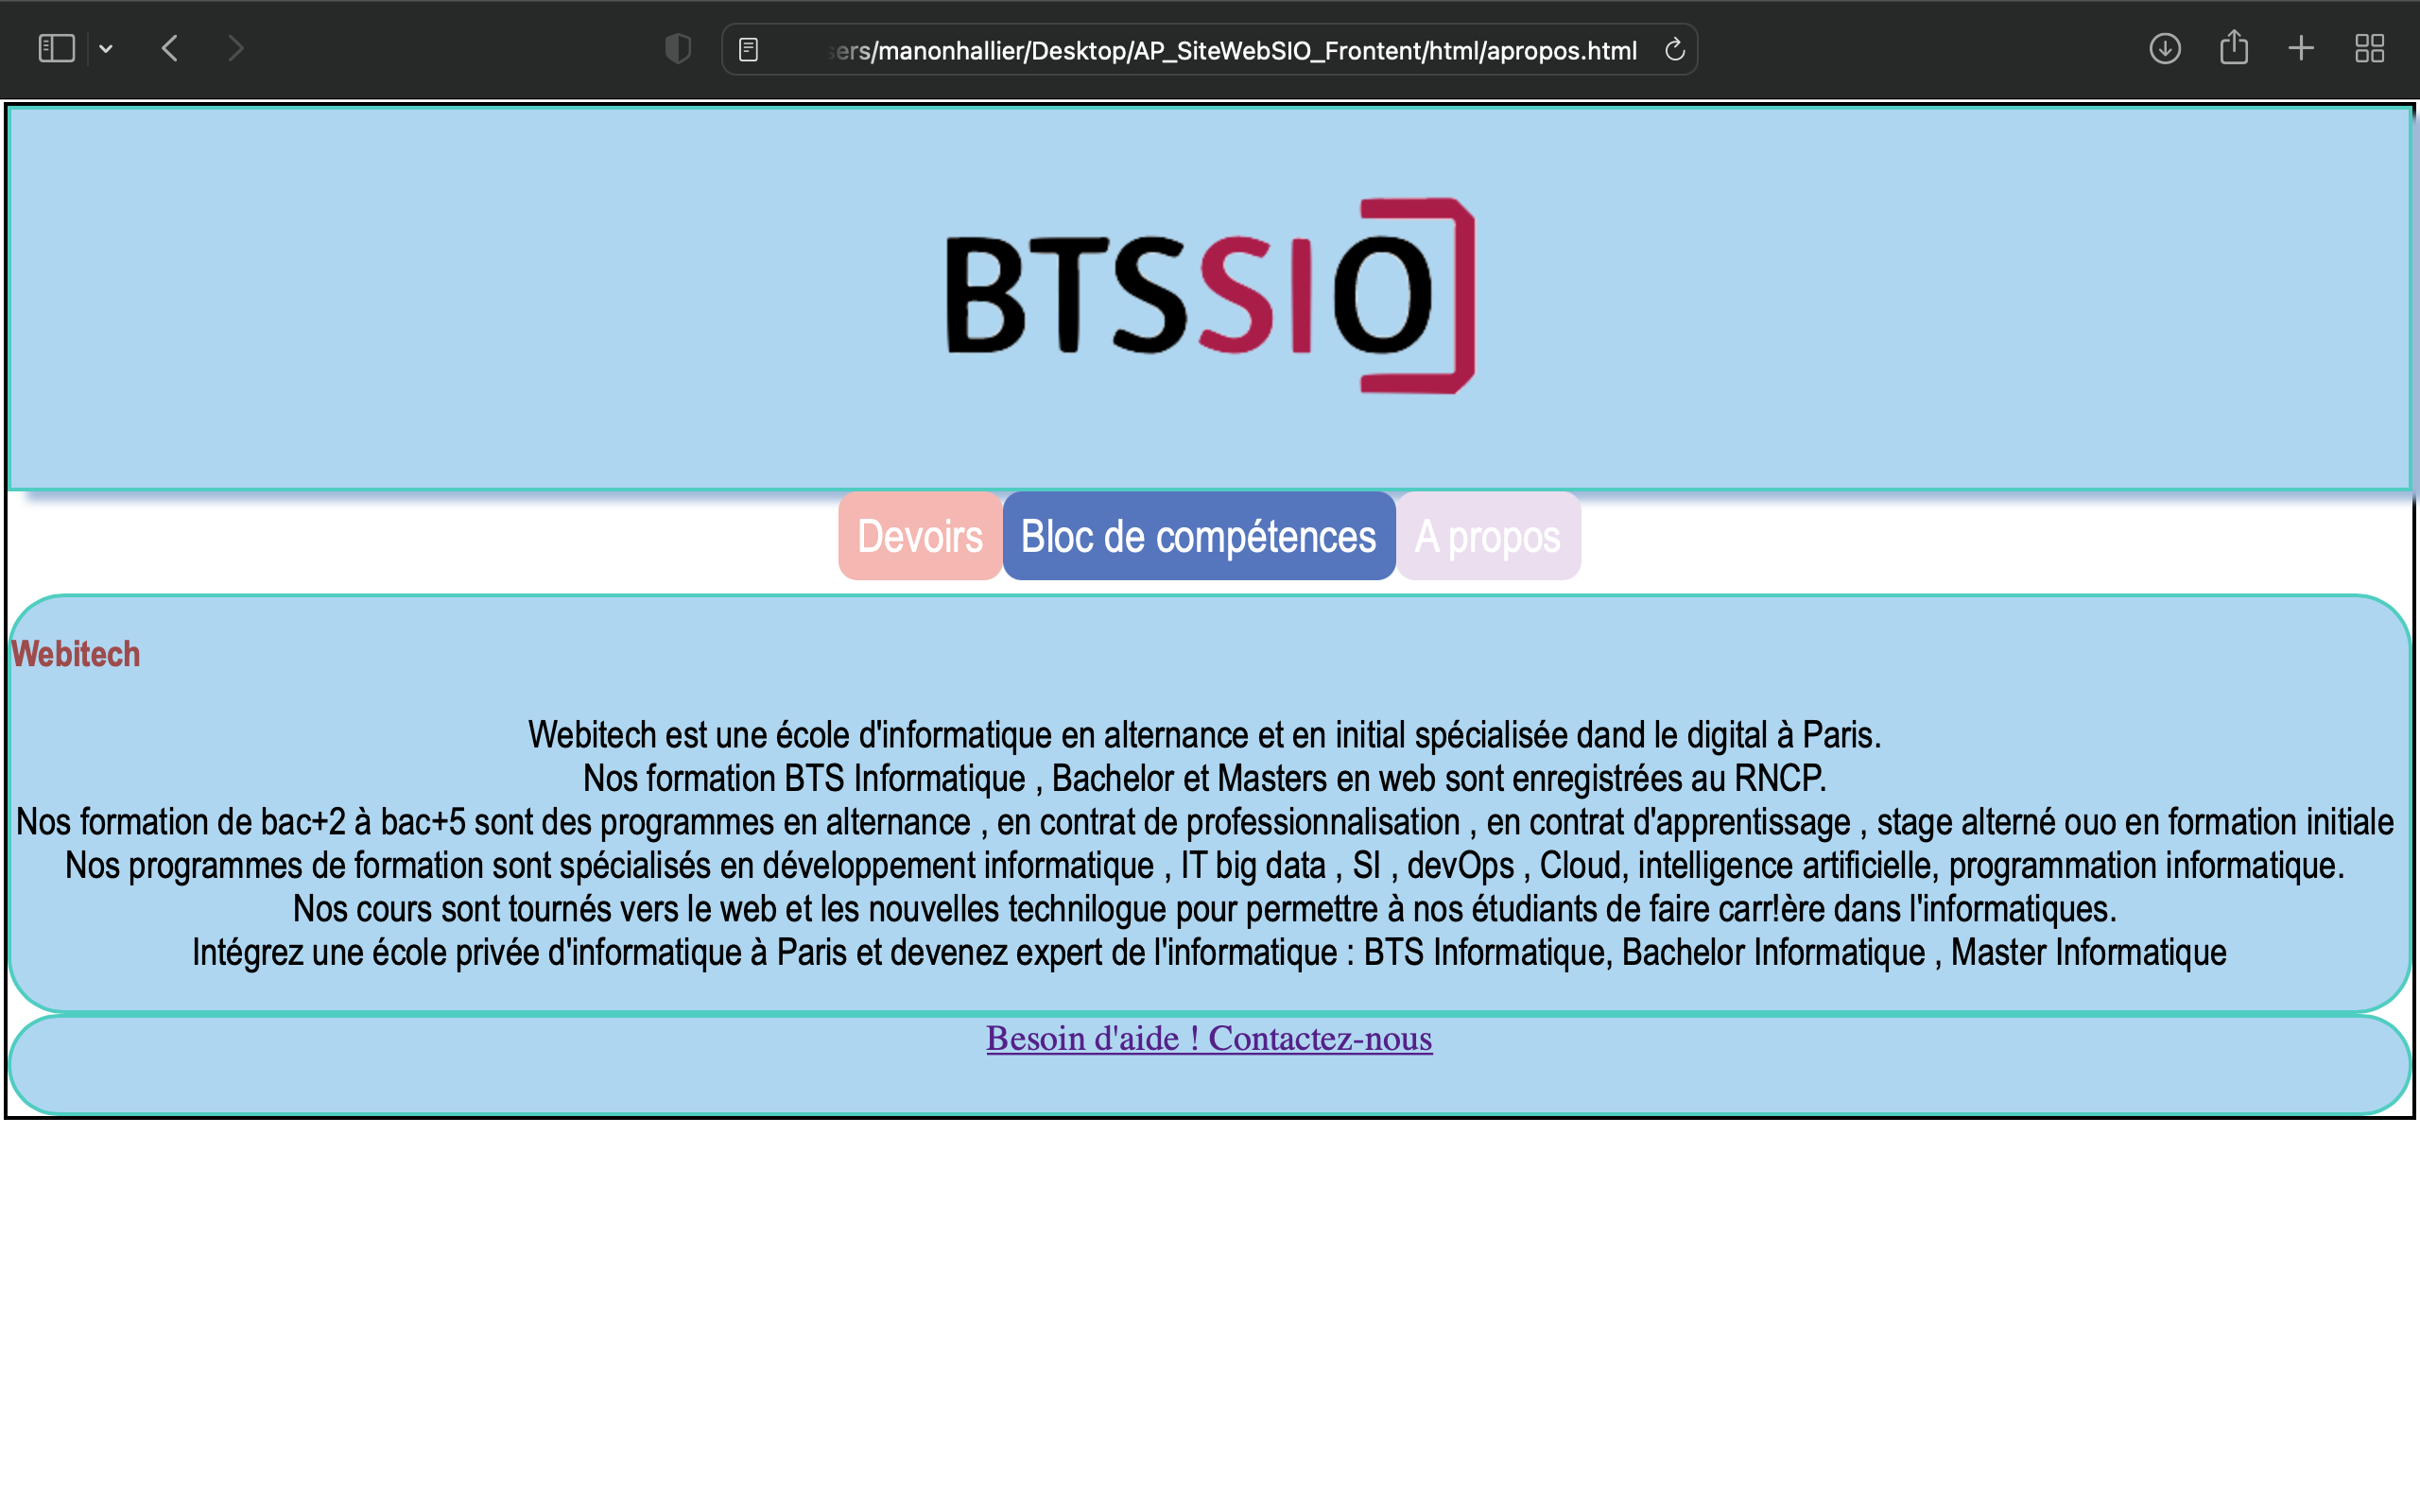 sers/manonhallier/Desktop/AP_SiteWebSIO_Frontent/html/apropos.html
BTSSIO
Devoirs Bloc de compétences A propos
Webitech
Webitech est une école d'informatique en alternance et en initial spécialisée dand le digital à Paris.
Nos formation BTS Informatique , Bachelor et Masters en web sont enregistrées au RNCP.
Nos formation de bac+2 à bac+5 sont des programmes en alternance , en contrat de professionnalisation , en contrat d'apprentissage , stage alterné ouo en formation initiale
Nos programmes de formation sont spécialisés en développement informatique , IT big data , SI , devOps , Cloud, intelligence artificielle, programmation informatique.
Nos cours sont tournés vers le web et les nouvelles technilogue pour permettre à nos étudiants de faire carr!ère dans l'informatiques.
Intégrez une école privée d'informatique à Paris et devenez expert de l'informatique : BTS Informatique, Bachelor Informatique , Master Informatique
Besoin d'aide ! Contactez-nous